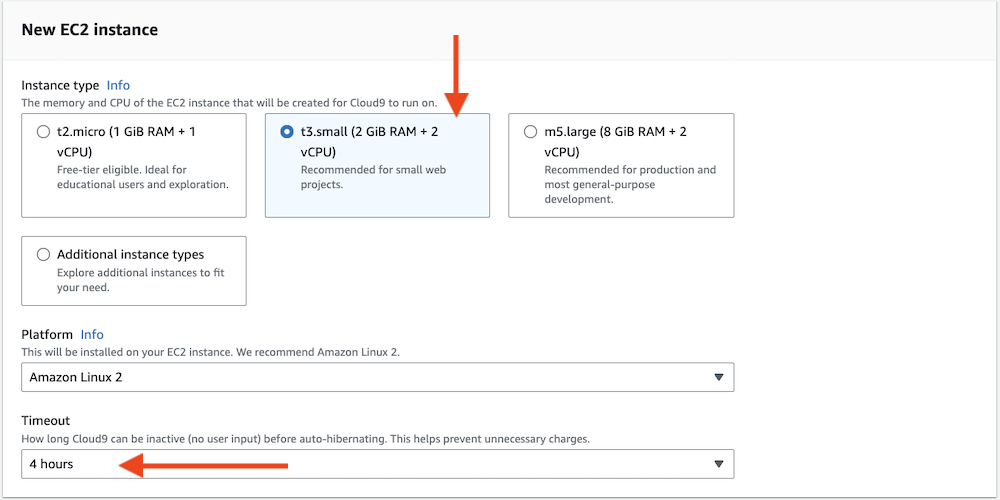 New EC2 instance
Instance type Info
The memory and CPU of the EC2 instance that will be created for Cloud9 to run on.
t2.micro (1 GiB RAM + 1
vCPU)
Free-tier eligible. Ideal for
educational users and exploration.
t3.small (2 GiB RAM + 2
vCPU)
Recommended for small web
projects.
m5.large (8 GiB RAM + 2
vCPU)
Recommended for production and
most general-purpose
development.
Additional instance types
Explore additional instances to fit
your need.
Platform Info
This will be installed on your EC2 instance. We recommend Amazon Linux 2.
Amazon Linux 2
Timeout
How long Cloud9 can be inactive (no user input) before auto-hibernating. This helps prevent unnecessary charges.
4 hours